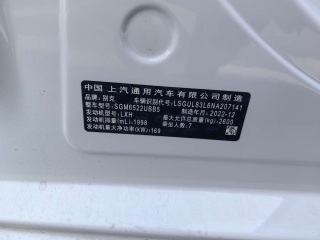 中国 上汽通用汽车有限公司制造
品牌: 别克 车辆识别代号: LSGUL83L6NA207141
整车型号: SGM6522UBB5 制造年月: 2022-12
发动机型号: LXH 最大允许总质量(kg): 2600
发动机排量(mL): 1998 乘坐人数: 7
发动机最大净功率(kW): 169